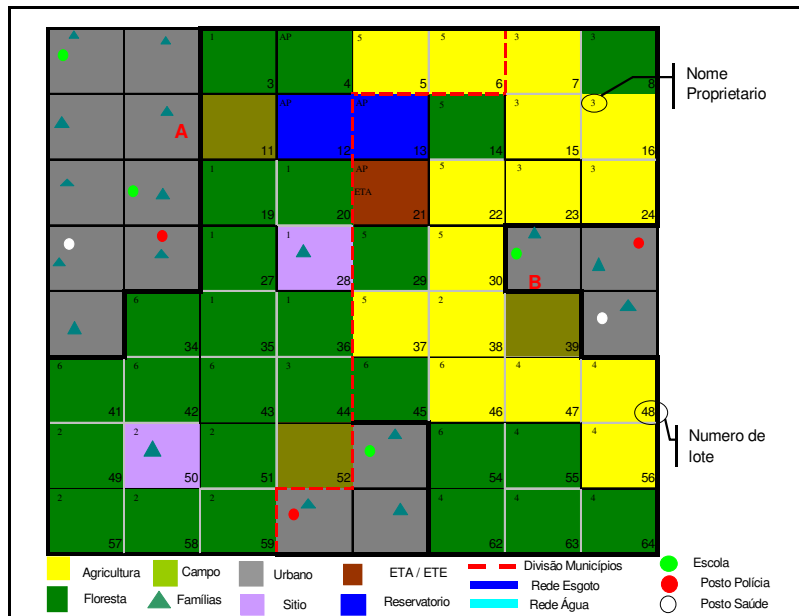 1 AP 5 5 3 3
3 4 5 6 7 8
Nome
Proprietario
AP AP 5 3 3
A
11 12 13 14 15 16
1 1 AP 5 3 3
ETA
19 20 21 22 23 24
1 1 5 5
27 28 29 30 B
6 1 1 5 2
34 35 36 37 38 39
6 6 6 3 6 6 4 4
41 42 43 44 45 46 47 48
Numero de
lote
2 2 2 6 4 4
49 50 51 52 54 55 56
2 2 2 6 4 4
57 58 59 62 63 64
Agricultura Campo Urbano ETA / ETE Divisão Municípios Escola
Rede Esgoto Posto Polícia
Floresta Famílias Sitio Reservatorio Rede Água Posto Saúde